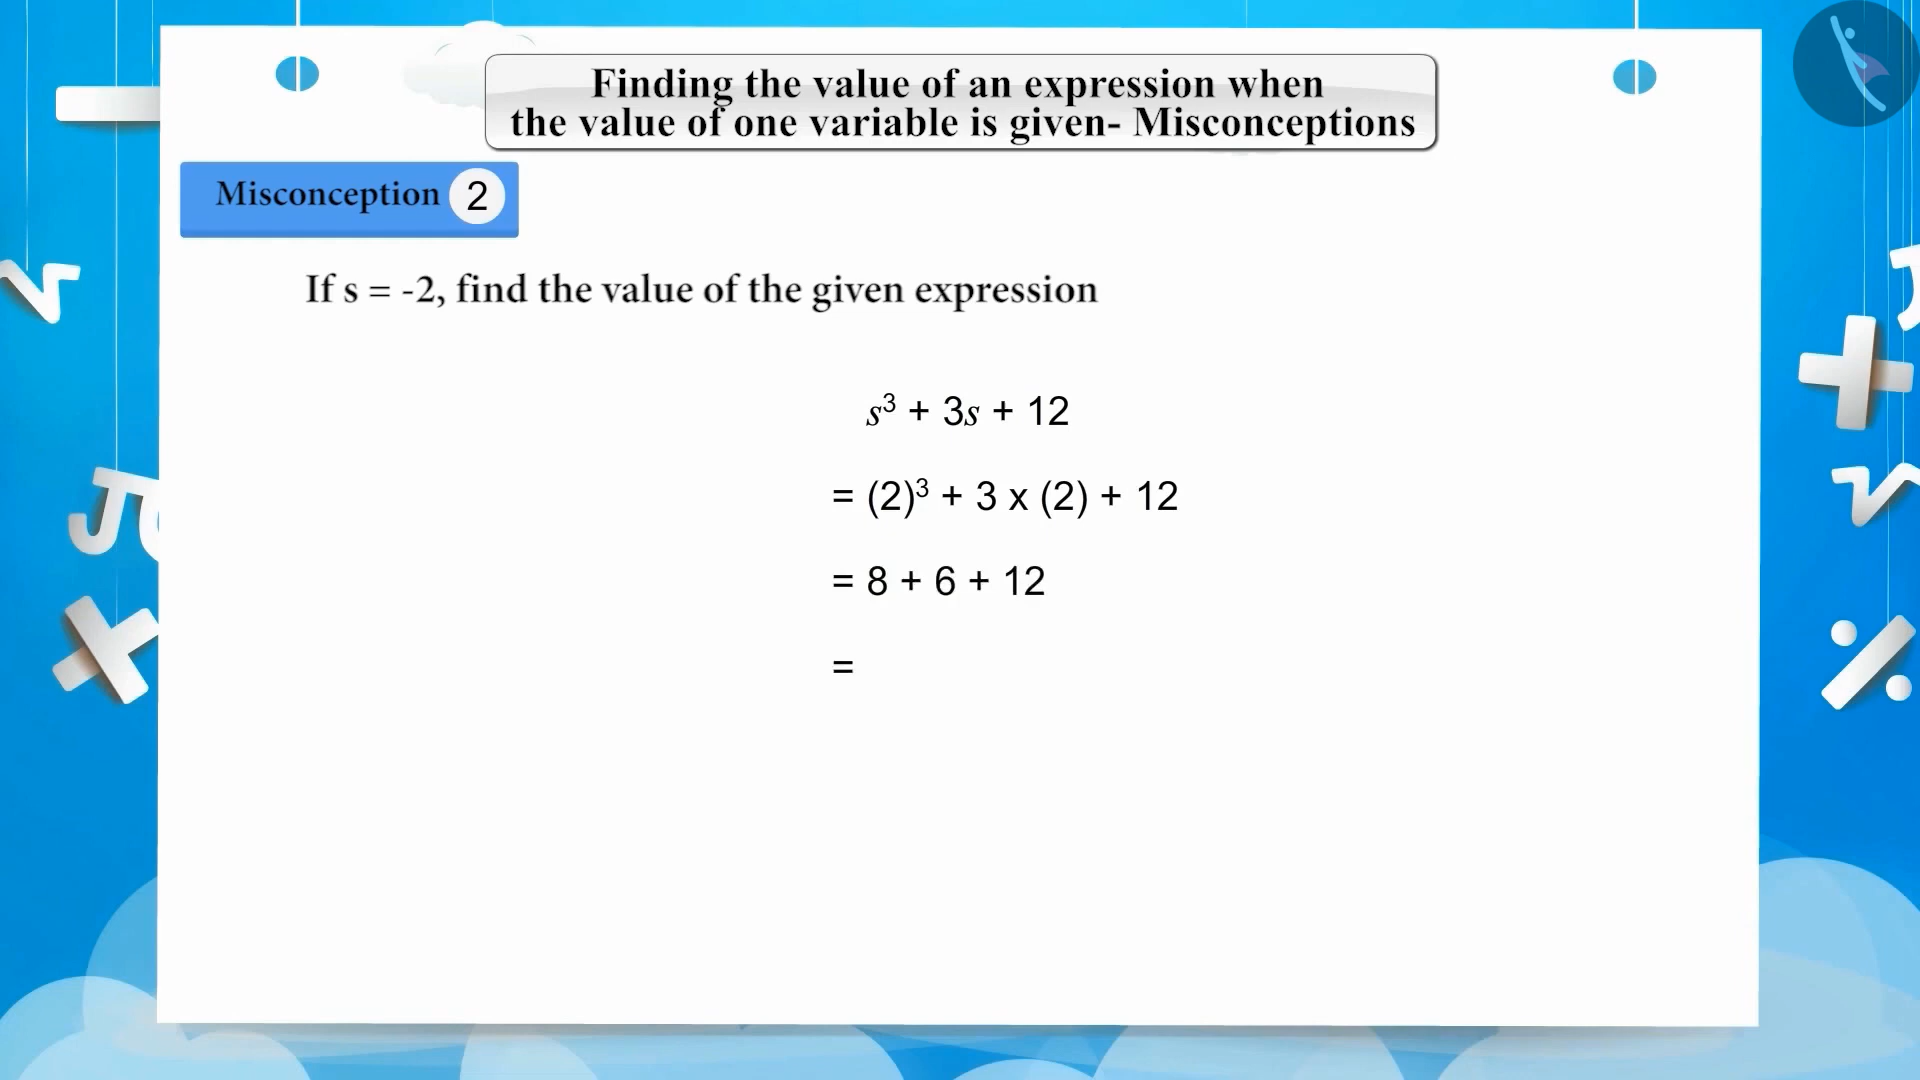 Finding the value of an expression when
the value of one variable is given- Misconceptions
Misconception 2
If s = -2, find the value of the given expression
s³ + 3s + 12
= (2)³ + 3 x (2) + 12
= 8 + 6 + 12
=